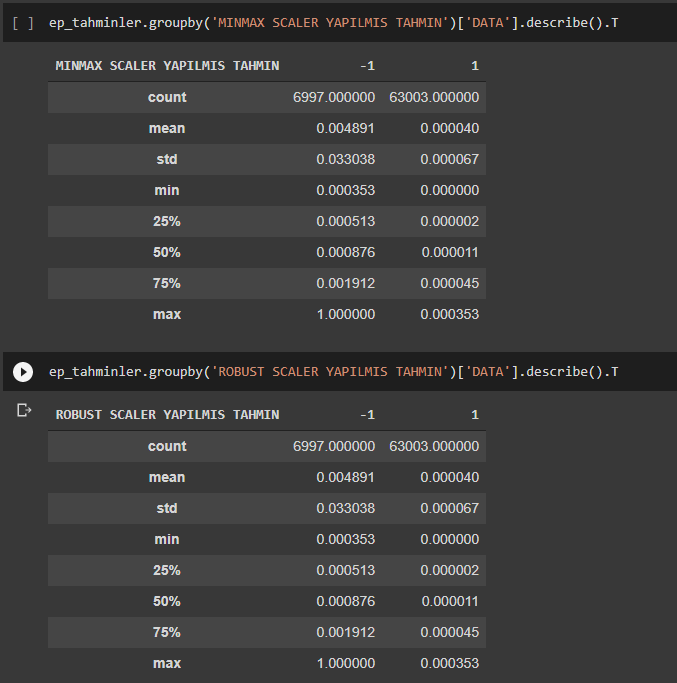 [ ] ep_tahminler.groupby('MINMAX SCALER YAPILMIS TAHMIN')['DATA'].describe().T
MINMAX SCALER YAPILMIS TAHMIN -1 1
count 6997.000000 63003.000000
mean 0.004891 0.000040
std 0.033038 0.000067
min 0.000353 0.000000
25% 0.000513 0.000002
50% 0.000876 0.000011
75% 0.001912 0.000045
max 1.000000 0.000353
ep_tahminler.groupby('ROBUST SCALER YAPILMIS TAHMIN')['DATA'].describe().T
ROBUST SCALER YAPILMIS TAHMIN -1 1
count 6997.000000 63003.000000
mean 0.004891 0.000040
std 0.033038 0.000067
min 0.000353 0.000000
25% 0.000513 0.000002
50% 0.000876 0.000011
75% 0.001912 0.000045
max 1.000000 0.000353